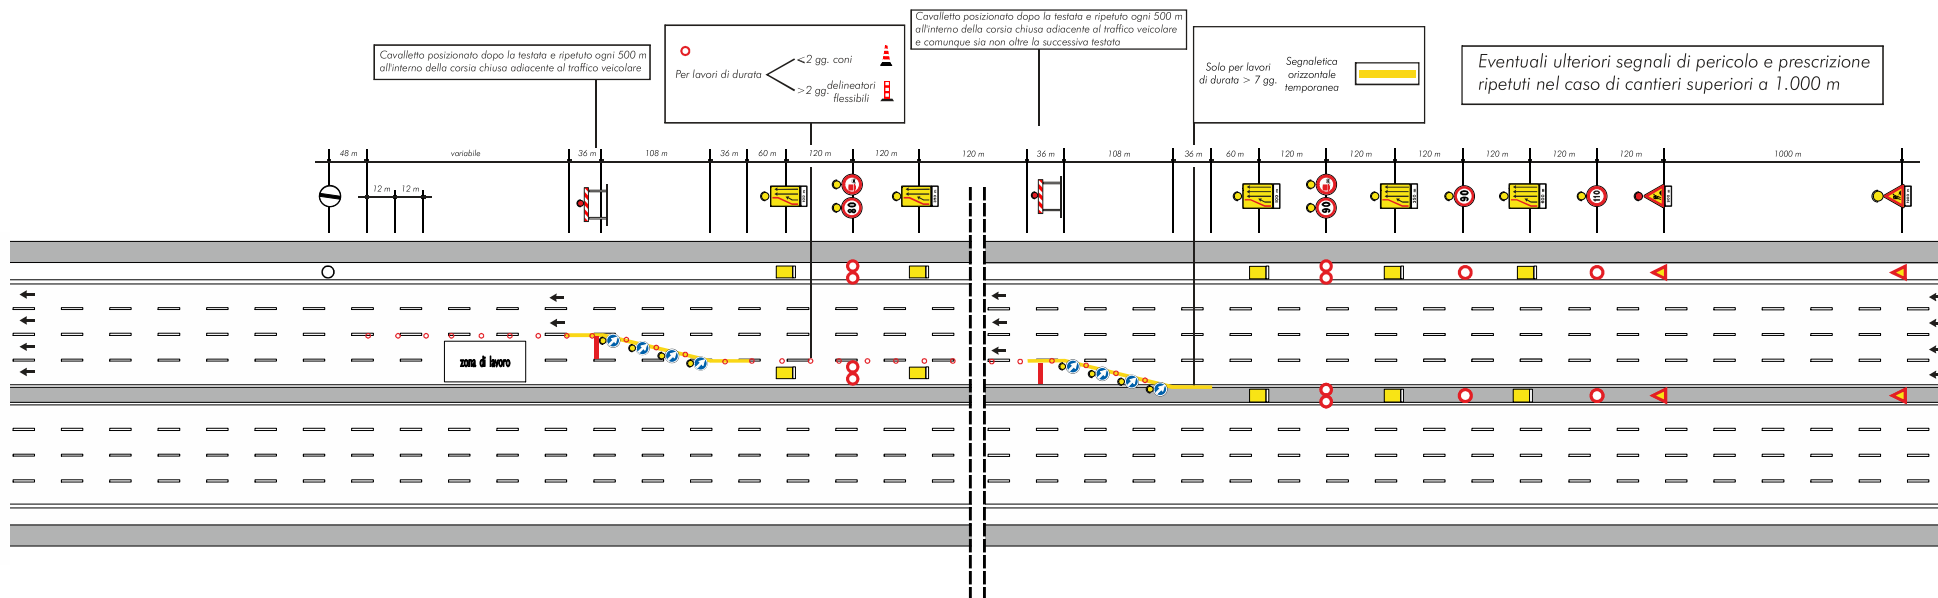 Cavalletto posizionato dopo la testata e ripetuto ogni 500 m
all'interno della corsia chiusa adiacente al traffico veicolare
Per lavori di durata
<2 gg. coni
>2 gg. delineatori
flessibili
Cavalletto posizionato dopo la testata e ripetuto ogni 500 m
all'interno della corsia chiusa adiacente al traffico veicolare
e comunque sia non oltre la successiva testata
Solo per lavori
di durata > 7 gg.
Segnaletica
orizzontale
temporanea
Eventuali ulteriori segnali di pericolo e prescrizione
ripetuti nel caso di cantieri superiori a 1.000 m
48 m variabile 36 m 108 m 36 m 60 m 120 m 120 m 120 m 36 m 108 m 36 m 60 m 120 m 120 m 120 m 120 m 120 m 120 m 1000 m
12 m 12 m
80 90 90 110
zona di lavoro